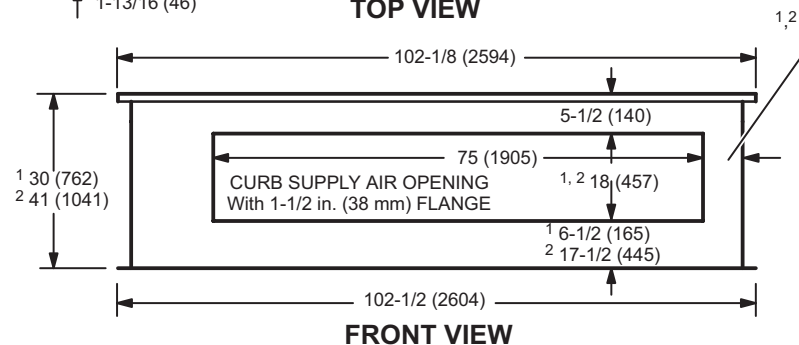 1-13/16 (46)
TOP VIEW
1,2
102-1/8 (2594)
5-1/2 (140)
75 (1905)
1 30 (762)
2 41 (1041)
CURB SUPPLY AIR OPENING
With 1-1/2 in. (38 mm) FLANGE
1, 2 18 (457)
1 6-1/2 (165)
2 17-1/2 (445)
102-1/2 (2604)
FRONT VIEW